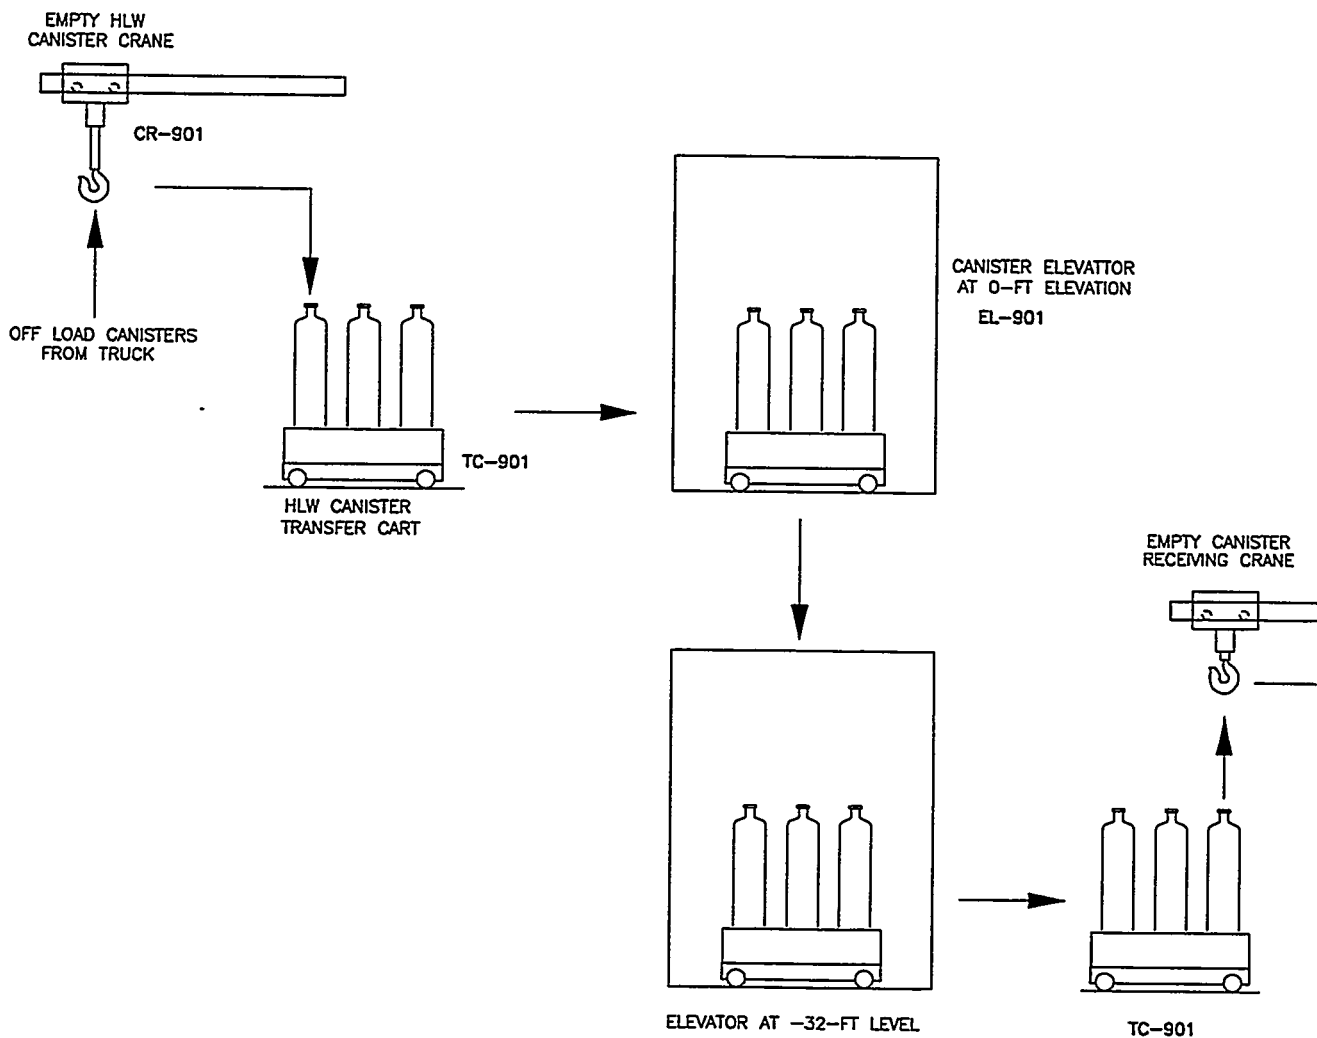 EMPTY HLW
CANISTER CRANE
CR-901
OFF LOAD CANISTERS
FROM TRUCK
TC-901
HLW CANISTER
TRANSFER CART
CANISTER ELEVATTOR
AT 0-FT ELEVATION
EL-901
EMPTY CANISTER
RECEIVING CRANE
ELEVATOR AT -32-FT LEVEL
TC-901